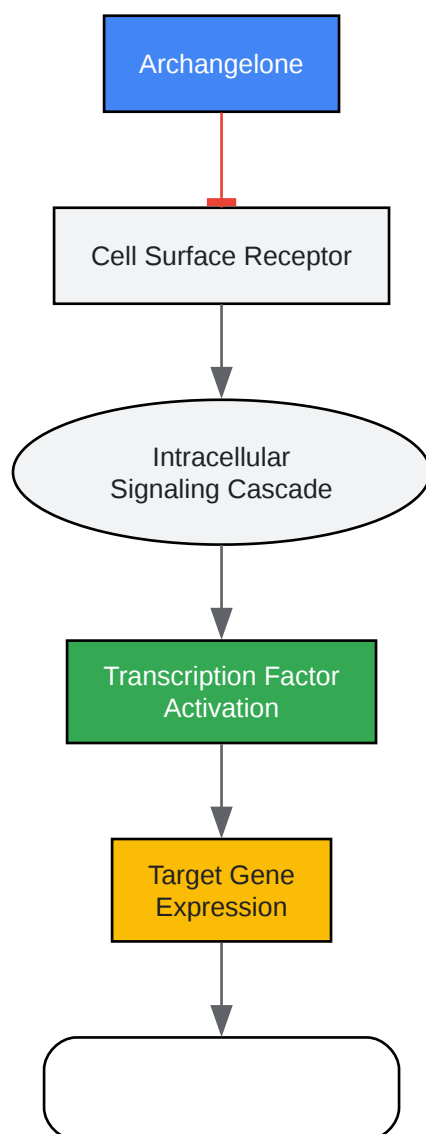 Archangelone
Cell Surface Receptor
Intracellular
Signaling Cascade
Transcription Factor
Activation
Target Gene
Expression